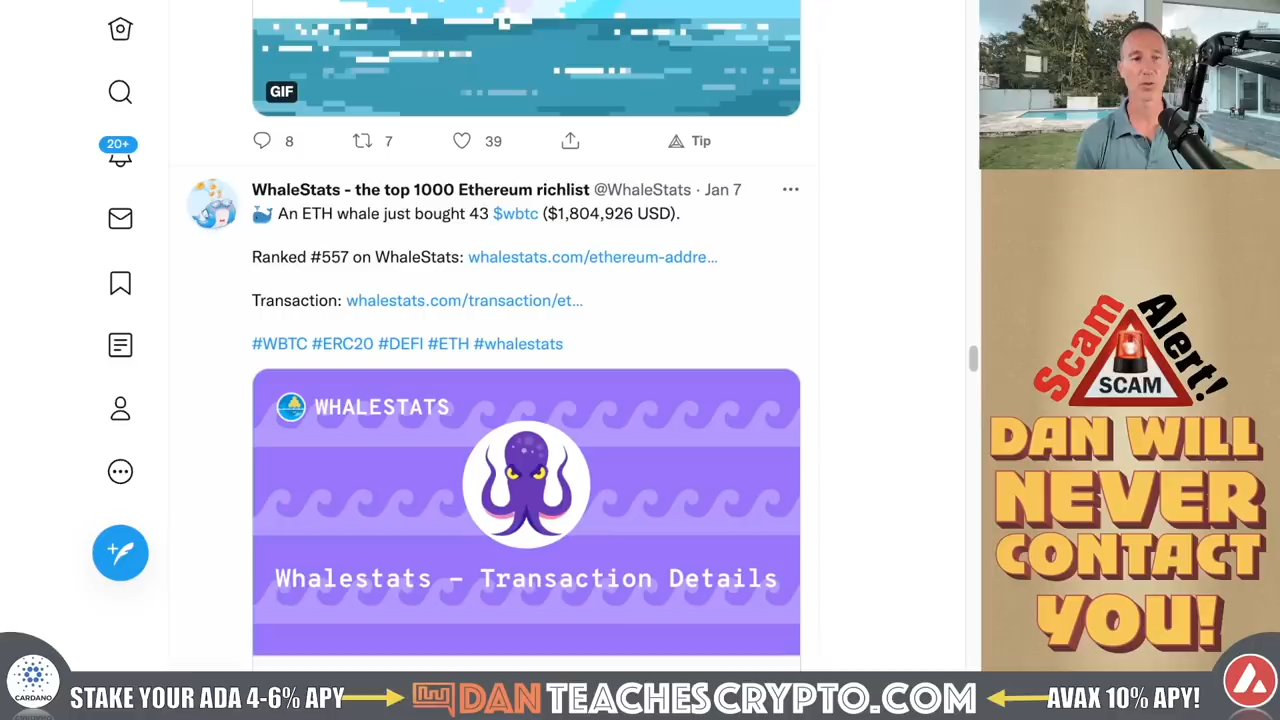 GIF
8 7 39 Tip
20+
WhaleStats - the top 1000 Ethereum richlist @WhaleStats · Jan 7
An ETH whale just bought 43 $wbtc ($1,804,926 USD).
Ranked #557 on WhaleStats: whalestats.com/ethereum-addre…
Transaction: whalestats.com/transaction/et…
#WBTC #ERC20 #DEFI #ETH #whalestats
WHALESTATS
Whalestats – Transaction Details
Scam Alert!
SCAM
DAN WILL
NEVER
CONTACT
YOU!
CARDANO
STAKE YOUR ADA 4-6% APY
DANTEACHESCRYPTO.COM
AVAX 10% APY!